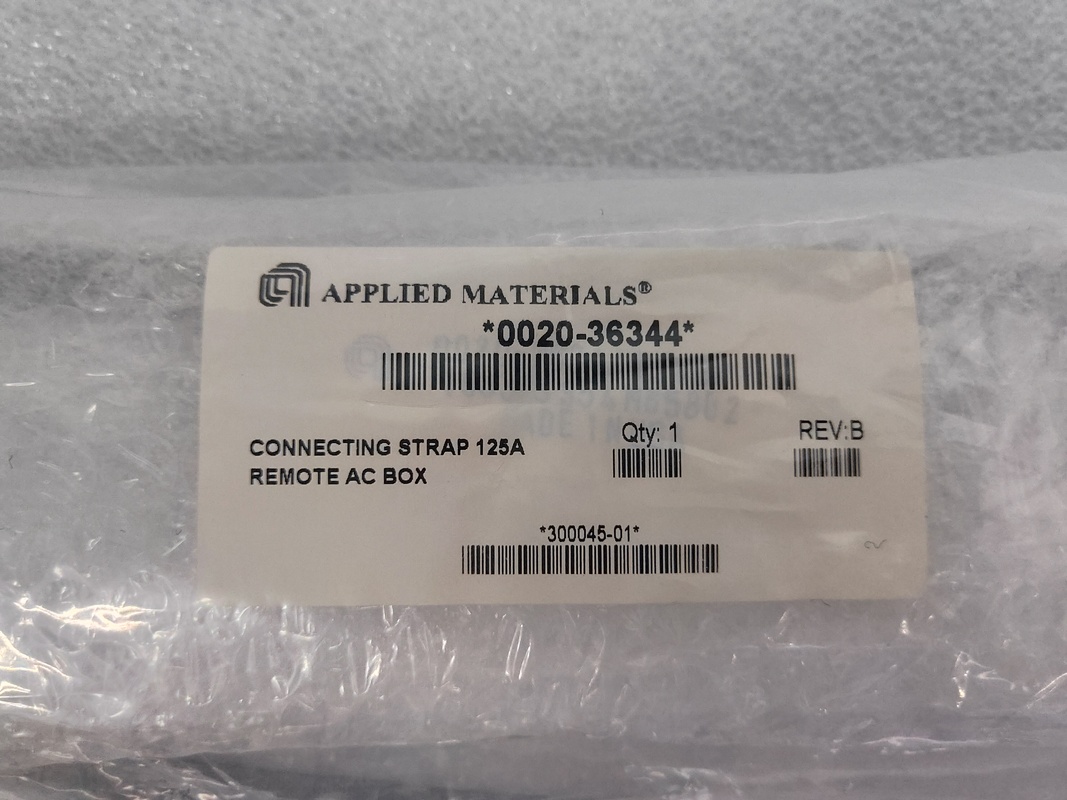 APPLIED MATERIALS®
*0020-36344*
CONNECTING STRAP 125A
REMOTE AC BOX
Qty: 1
REV:B
*300045-01*